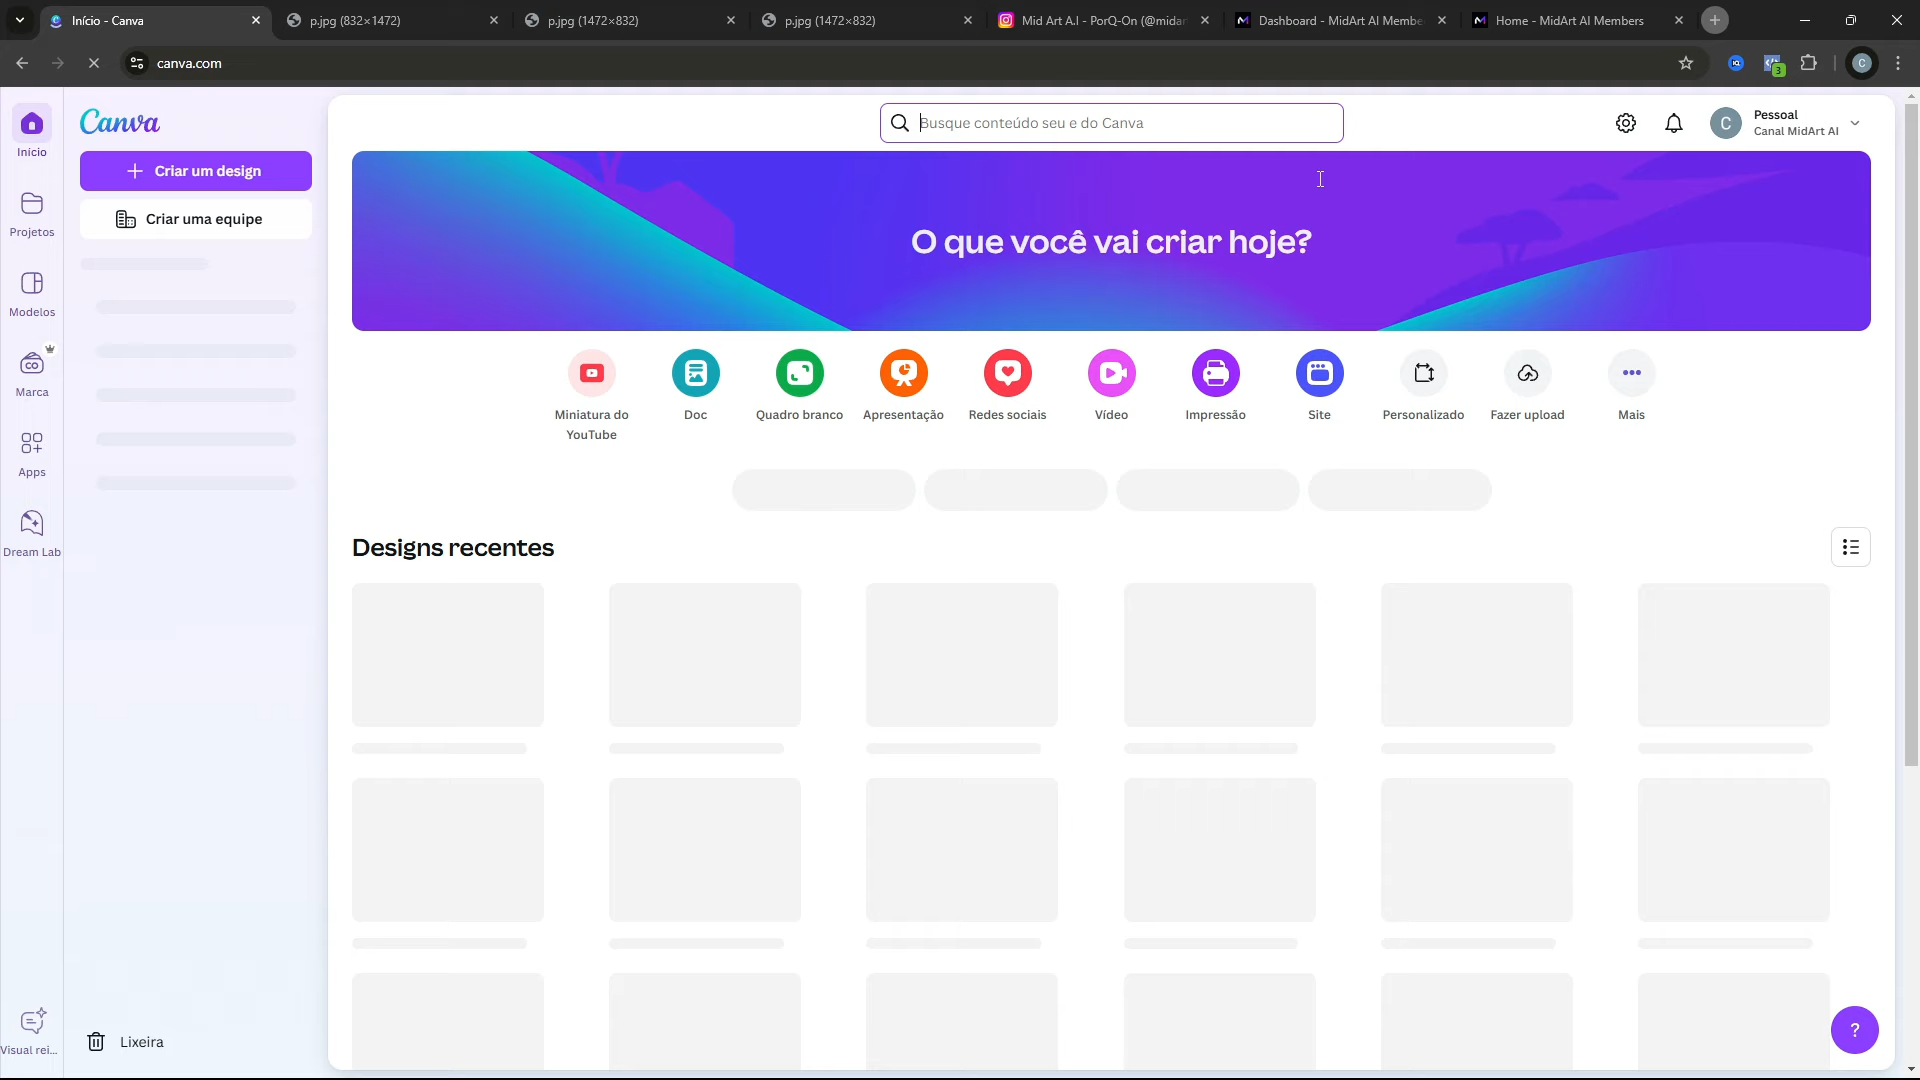 Início - Canva
p.jpg (832×1472)
p.jpg (1472×832)
p.jpg (1472×832)
Mid Art A.I - PorQ-On (@midar
Dashboard - MidArt AI Membe
Home - MidArt AI Members
canva.com
3
C
Canva
Busque conteúdo seu e do Canva
C
Pessoal
Canal MidArt AI
Início
Criar um design
Criar uma equipe
Projetos
Modelos
Marca
Apps
Dream Lab
Visual rei...
Lixeira
O que você vai criar hoje?
Miniatura do
YouTube
Doc
Quadro branco
Apresentação
Redes sociais
Vídeo
Impressão
Site
Personalizado
Fazer upload
Mais
Designs recentes
?